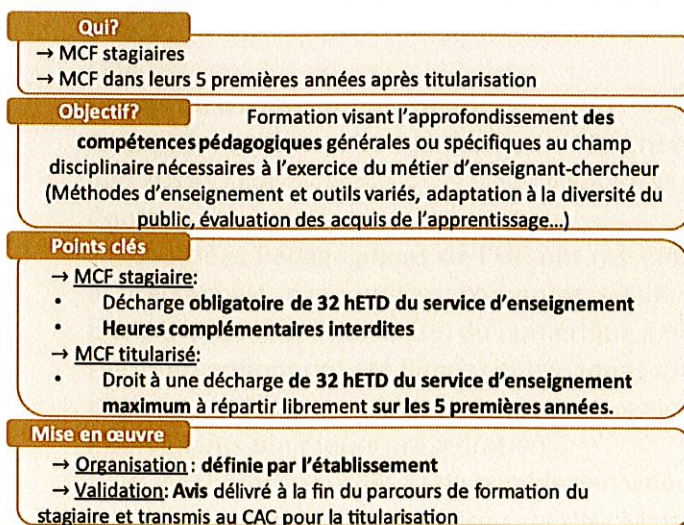 Qui?
→ MCF stagiaires
→ MCF dans leurs 5 premières années après titularisation
Objectif?
Formation visant l'approfondissement des
compétences pédagogiques générales ou spécifiques au champ
disciplinaire nécessaires à l'exercice du métier d'enseignant-chercheur
(Méthodes d'enseignement et outils variés, adaptation à la diversité du
public, évaluation des acquis de l'apprentissage...)
Points clés
→ MCF stagiaire:
• Décharge obligatoire de 32 hETD du service d'enseignement
• Heures complémentaires interdites
→ MCF titularisé:
• Droit à une décharge de 32 hETD du service d'enseignement
maximum à répartir librement sur les 5 premières années.
Mise en œuvre
→ Organisation : définie par l'établissement
→ Validation: Avis délivré à la fin du parcours de formation du
stagiaire et transmis au CAC pour la titularisation